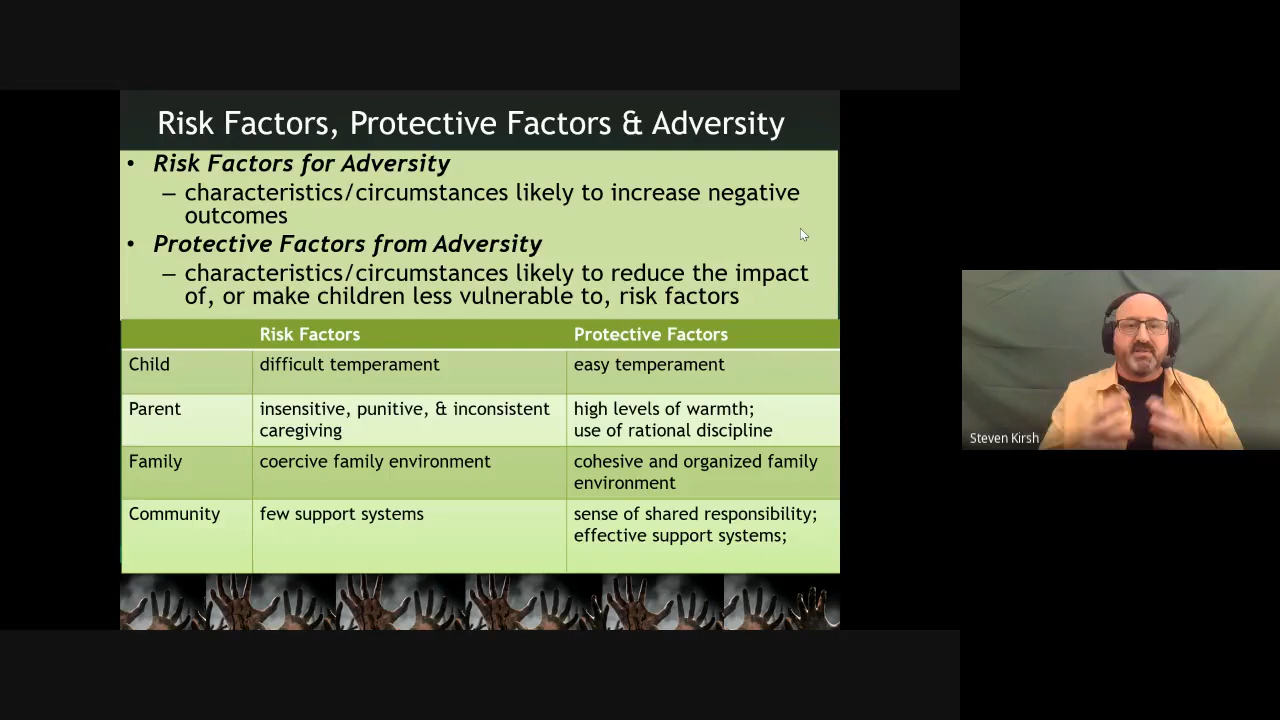 Risk Factors, Protective Factors & Adversity
• Risk Factors for Adversity
– characteristics/circumstances likely to increase negative
outcomes
• Protective Factors from Adversity
– characteristics/circumstances likely to reduce the impact
of, or make children less vulnerable to, risk factors
Risk Factors Protective Factors
Child difficult temperament easy temperament
Parent insensitive, punitive, & inconsistent high levels of warmth;
caregiving use of rational discipline
Family coercive family environment cohesive and organized family
environment
Community few support systems sense of shared responsibility;
effective support systems;
Steven Kirsh